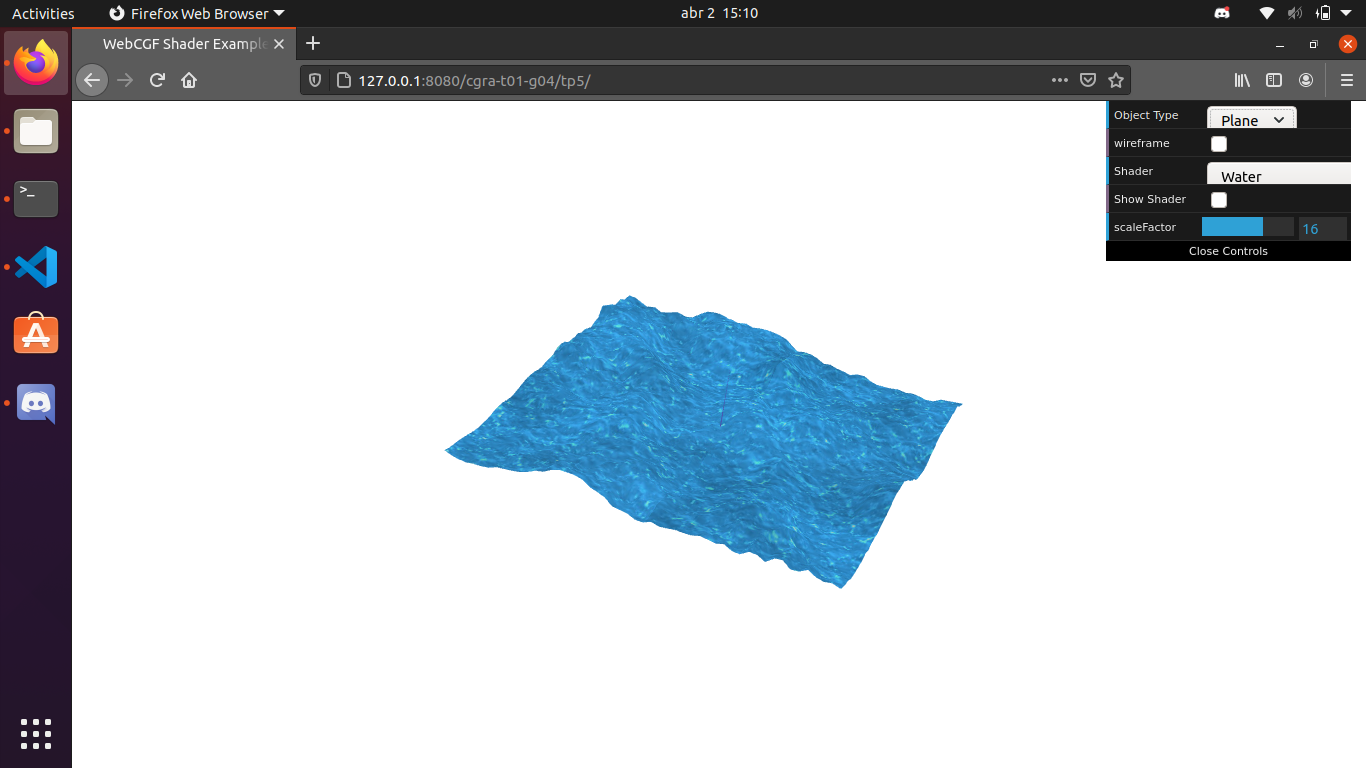 Activities
Firefox Web Browser
abr 2 15:10
WebCGF Shader Example
127.0.0.1:8080/cgra-t01-g04/tp5/
Object Type
Plane
wireframe
Shader
Water
Show Shader
scaleFactor
16
Close Controls